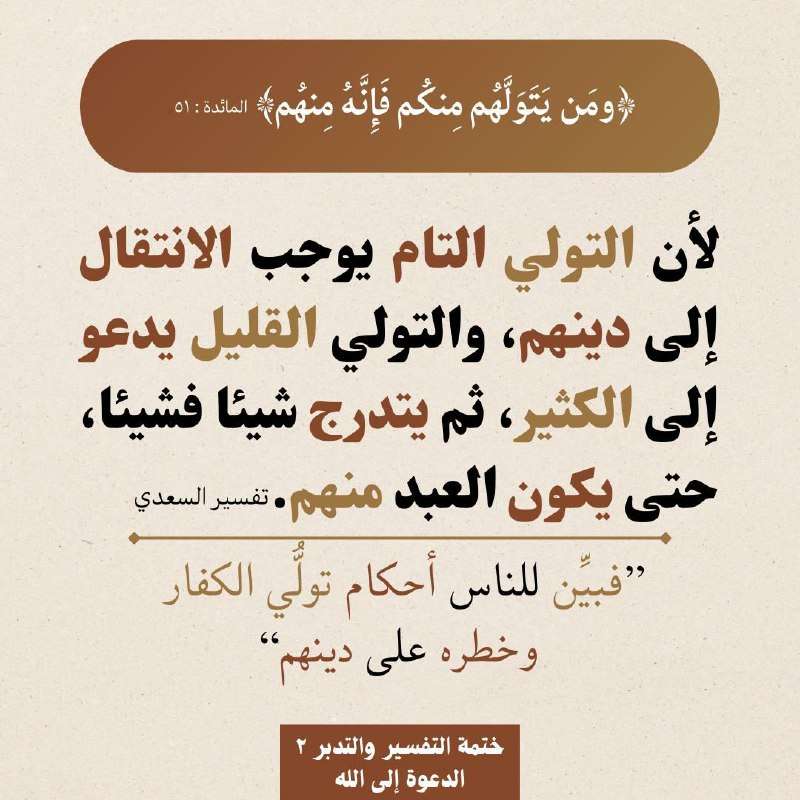 ﴿ومَن يَتَوَلَّهُم مِنكُم فَإِنَّهُ مِنهُم﴾ المائدة : ٥١
لأن التولي التام يوجب الانتقال
إلى دينهم، والتولي القليل يدعو
إلى الكثير، ثم يتدرج شيئا فشيئا،
حتى يكون العبد منهم. تفسير السعدي
”فبيِّن للناس أحكام تولُّي الكفار
وخطره على دينهم“
ختمة التفسير والتدبر ٢
الدعوة إلى الله